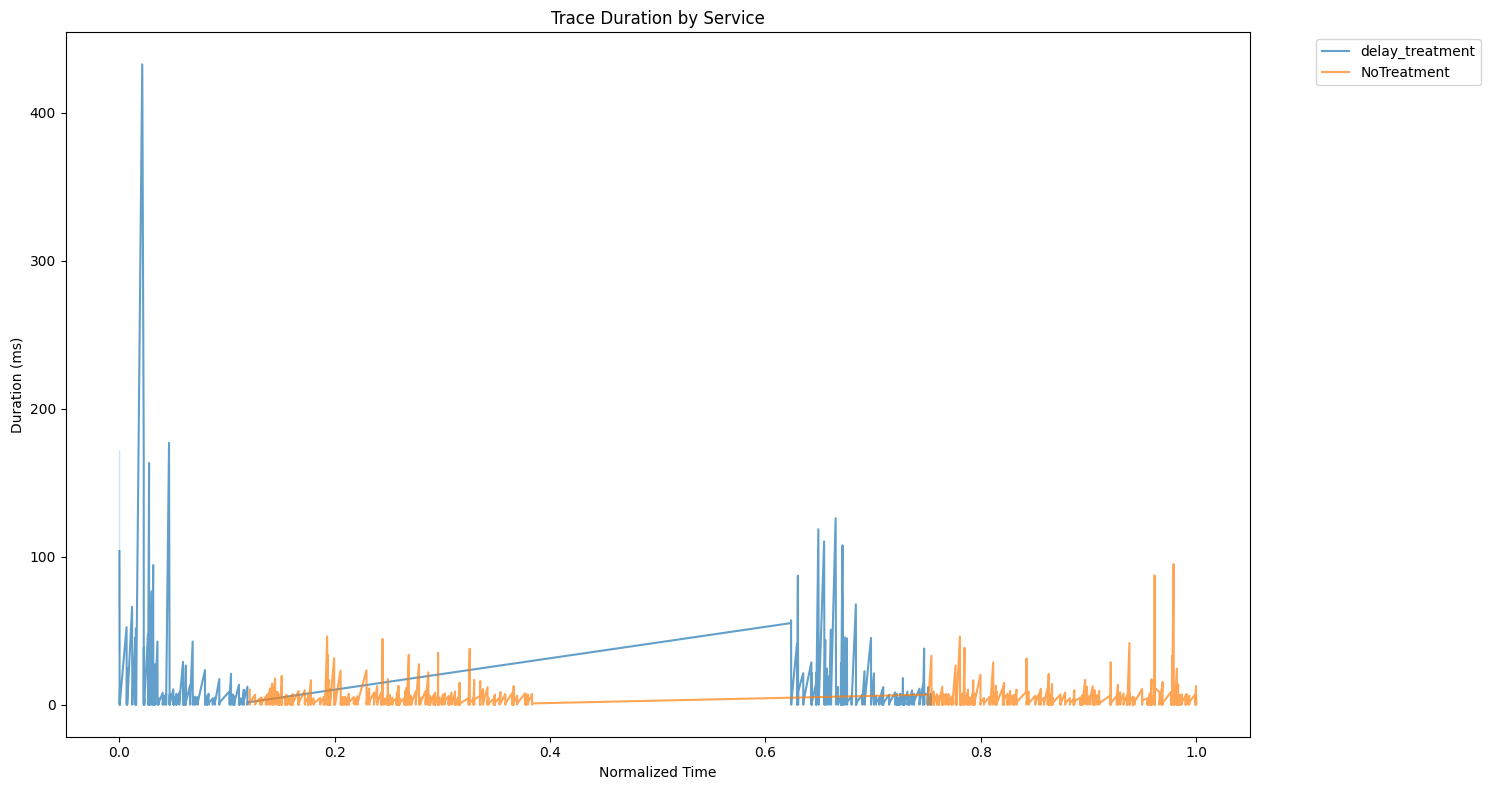 Trace Duration by Service
delay_treatment
NoTreatment
Duration (ms)
400
300
200
100
0
0.0 0.2 0.4 0.6 0.8 1.0
Normalized Time